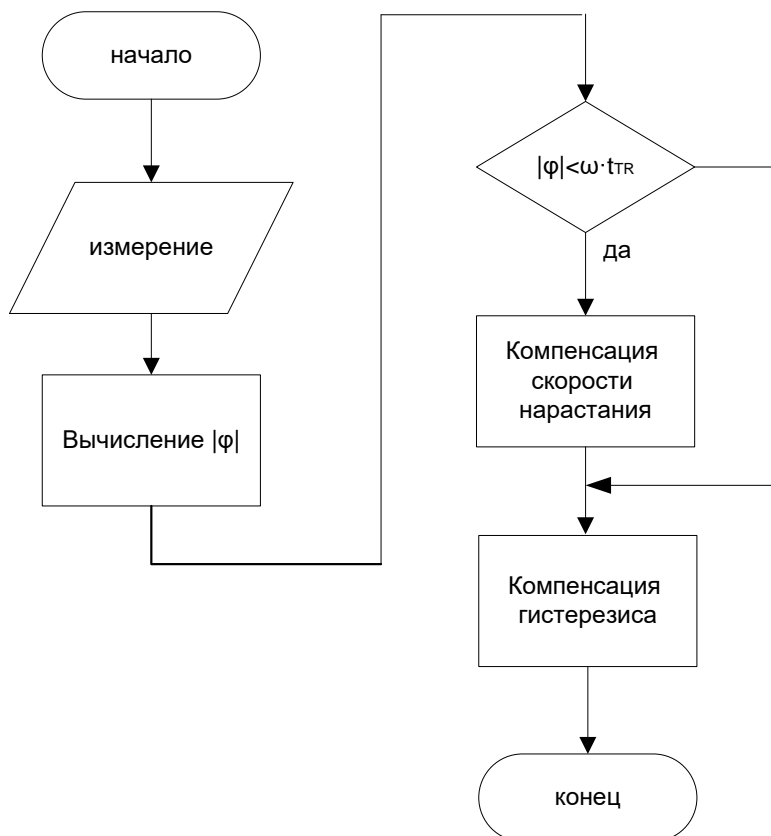 начало
измерение
Вычисление |φ|
|φ|<ω·tTR
да
Компенсация
скорости
нарастания
Компенсация
гистерезиса
конец